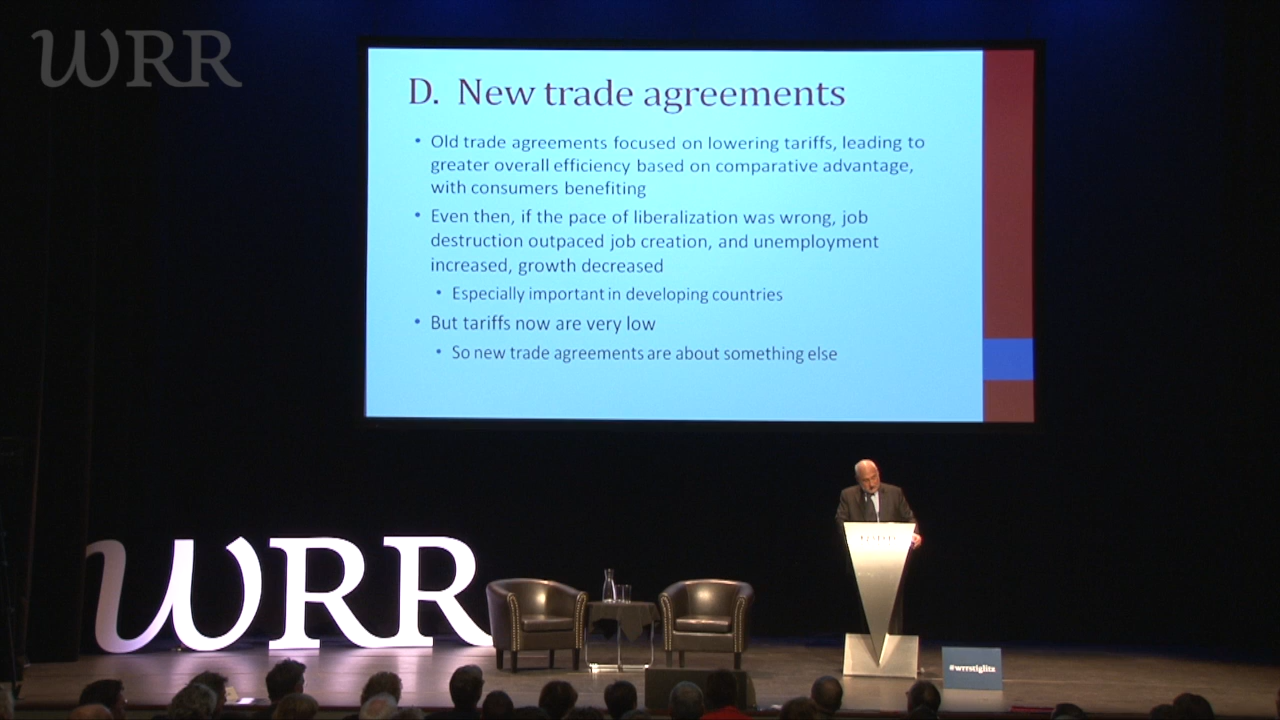 WRR
D. New trade agreements
• Old trade agreements focused on lowering tariffs, leading to
greater overall efficiency based on comparative advantage,
with consumers benefiting
• Even then, if the pace of liberalization was wrong, job
destruction outpaced job creation, and unemployment
increased, growth decreased
• Especially important in developing countries
• But tariffs now are very low
• So new trade agreements are about something else
WRR
#wrrstiglitz